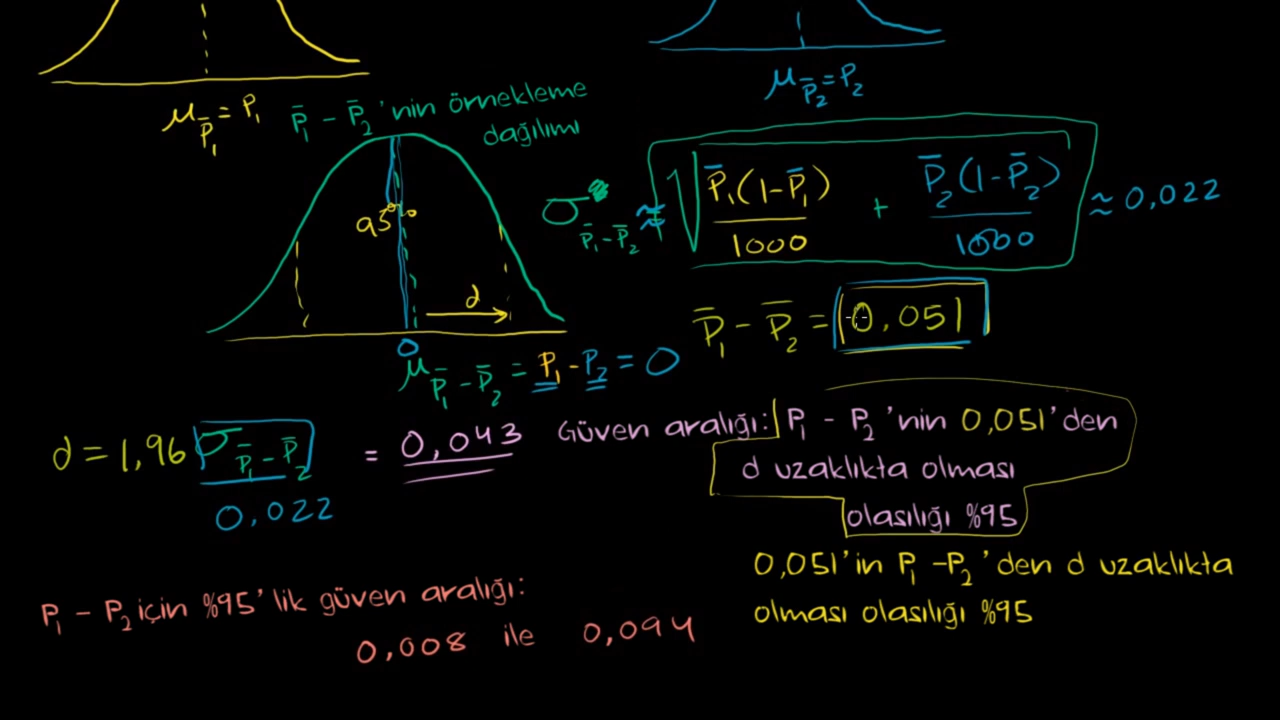 μ_P̄₁ = P₁
μ_P̄₂ = P₂
P̄₁ - P̄₂'nin örnekleme
dağılımı
95%
d
0
σ_P̄₁-P̄₂ ≈ √( P̄₁(1-P̄₁)/1000 + P̄₂(1-P̄₂)/1000 ) ≈ 0,022
P̄₁ - P̄₂ = 0,051
μ_P̄₁-P̄₂ = P₁ - P₂ = 0
d = 1,96 σ_P̄₁-P̄₂ = 0,043
0,022
Güven aralığı: P₁ - P₂'nin 0,051'den
d uzaklıkta olması
olasılığı %95
0,051'in P₁ - P₂'den d uzaklıkta
olması olasılığı %95
P₁ - P₂ için %95'lik güven aralığı:
0,008 ile 0,094